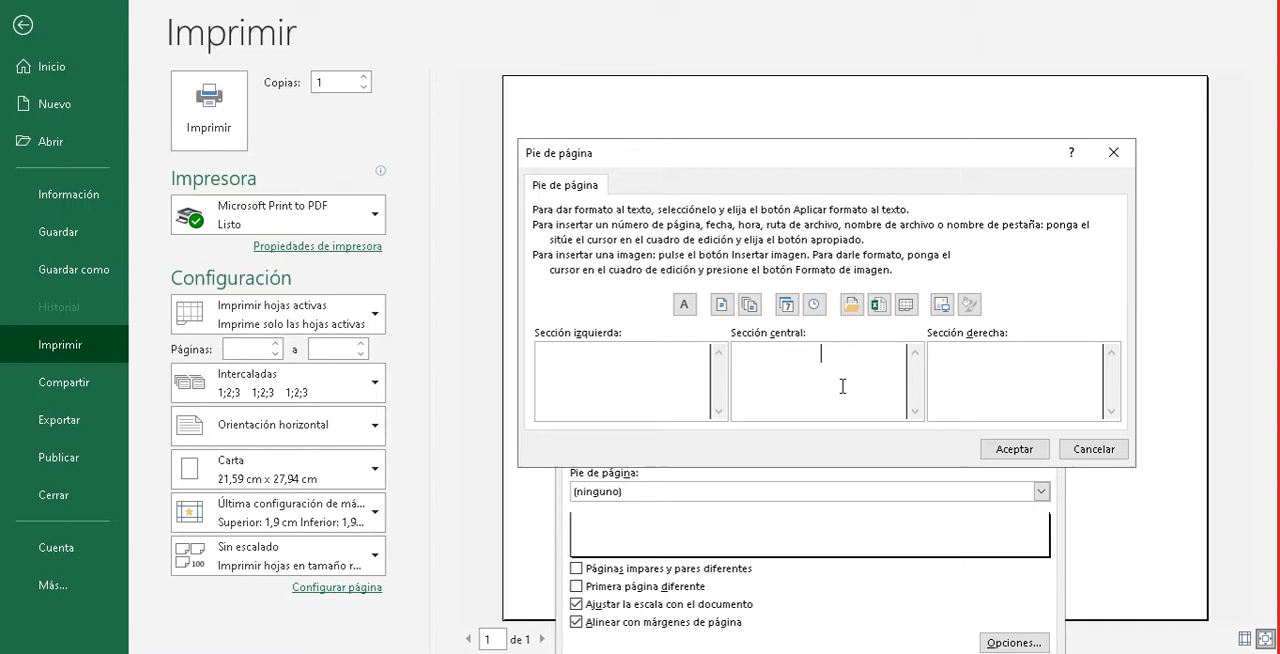 Imprimir
Inicio
Nuevo
Abrir
Información
Guardar
Guardar como
Historial
Imprimir
Compartir
Exportar
Publicar
Cerrar
Cuenta
Más...
Imprimir
Copias: 1
Impresora
Microsoft Print to PDF
Listo
Propiedades de impresora
Configuración
Imprimir hojas activas
Imprime solo las hojas activas
Páginas: a
Intercaladas
1;2;3 1;2;3 1;2;3
Orientación horizontal
Carta
21,59 cm x 27,94 cm
Última configuración de má...
Superior: 1,9 cm Inferior: 1,9...
Sin escalado
100
Imprimir hojas en tamaño r...
Configurar página
Pie de página
?
Pie de página
Para dar formato al texto, selecciónelo y elija el botón Aplicar formato al texto.
Para insertar un número de página, fecha, hora, ruta de archivo, nombre de archivo o nombre de pestaña: ponga el
sitúe el cursor en el cuadro de edición y elija el botón apropiado.
Para insertar una imagen: pulse el botón Insertar imagen. Para darle formato, ponga el
cursor en el cuadro de edición y presione el botón Formato de imagen.
A
7
Sección izquierda:
Sección central:
Sección derecha:
Aceptar
Cancelar
Pie de página:
(ninguno)
Páginas impares y pares diferentes
Primera página diferente
Ajustar la escala con el documento
Alinear con márgenes de página
1 de 1
Opciones...